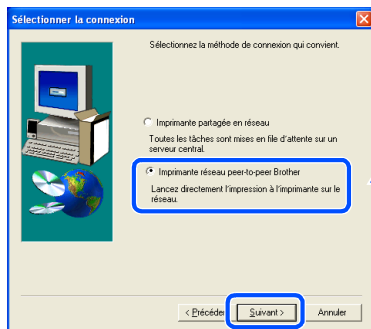 Sélectionner la connexion
Sélectionnez la méthode de connexion qui convient.
Imprimante partagée en réseau
Toutes les tâches sont mises en file d'attente sur un
serveur central.
Imprimante réseau peer-to-peer Brother
Lancez directement l'impression à l'imprimante sur le
réseau.
< Précéden Suivant > Annuler